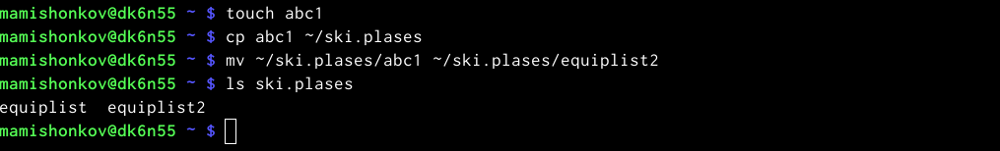 mamishonkov@dk6n55 ~ $ touch abc1
mamishonkov@dk6n55 ~ $ cp abc1 ~/ski.plases
mamishonkov@dk6n55 ~ $ mv ~/ski.plases/abc1 ~/ski.plases/equiplist2
mamishonkov@dk6n55 ~ $ ls ski.plases
equiplist  equiplist2
mamishonkov@dk6n55 ~ $